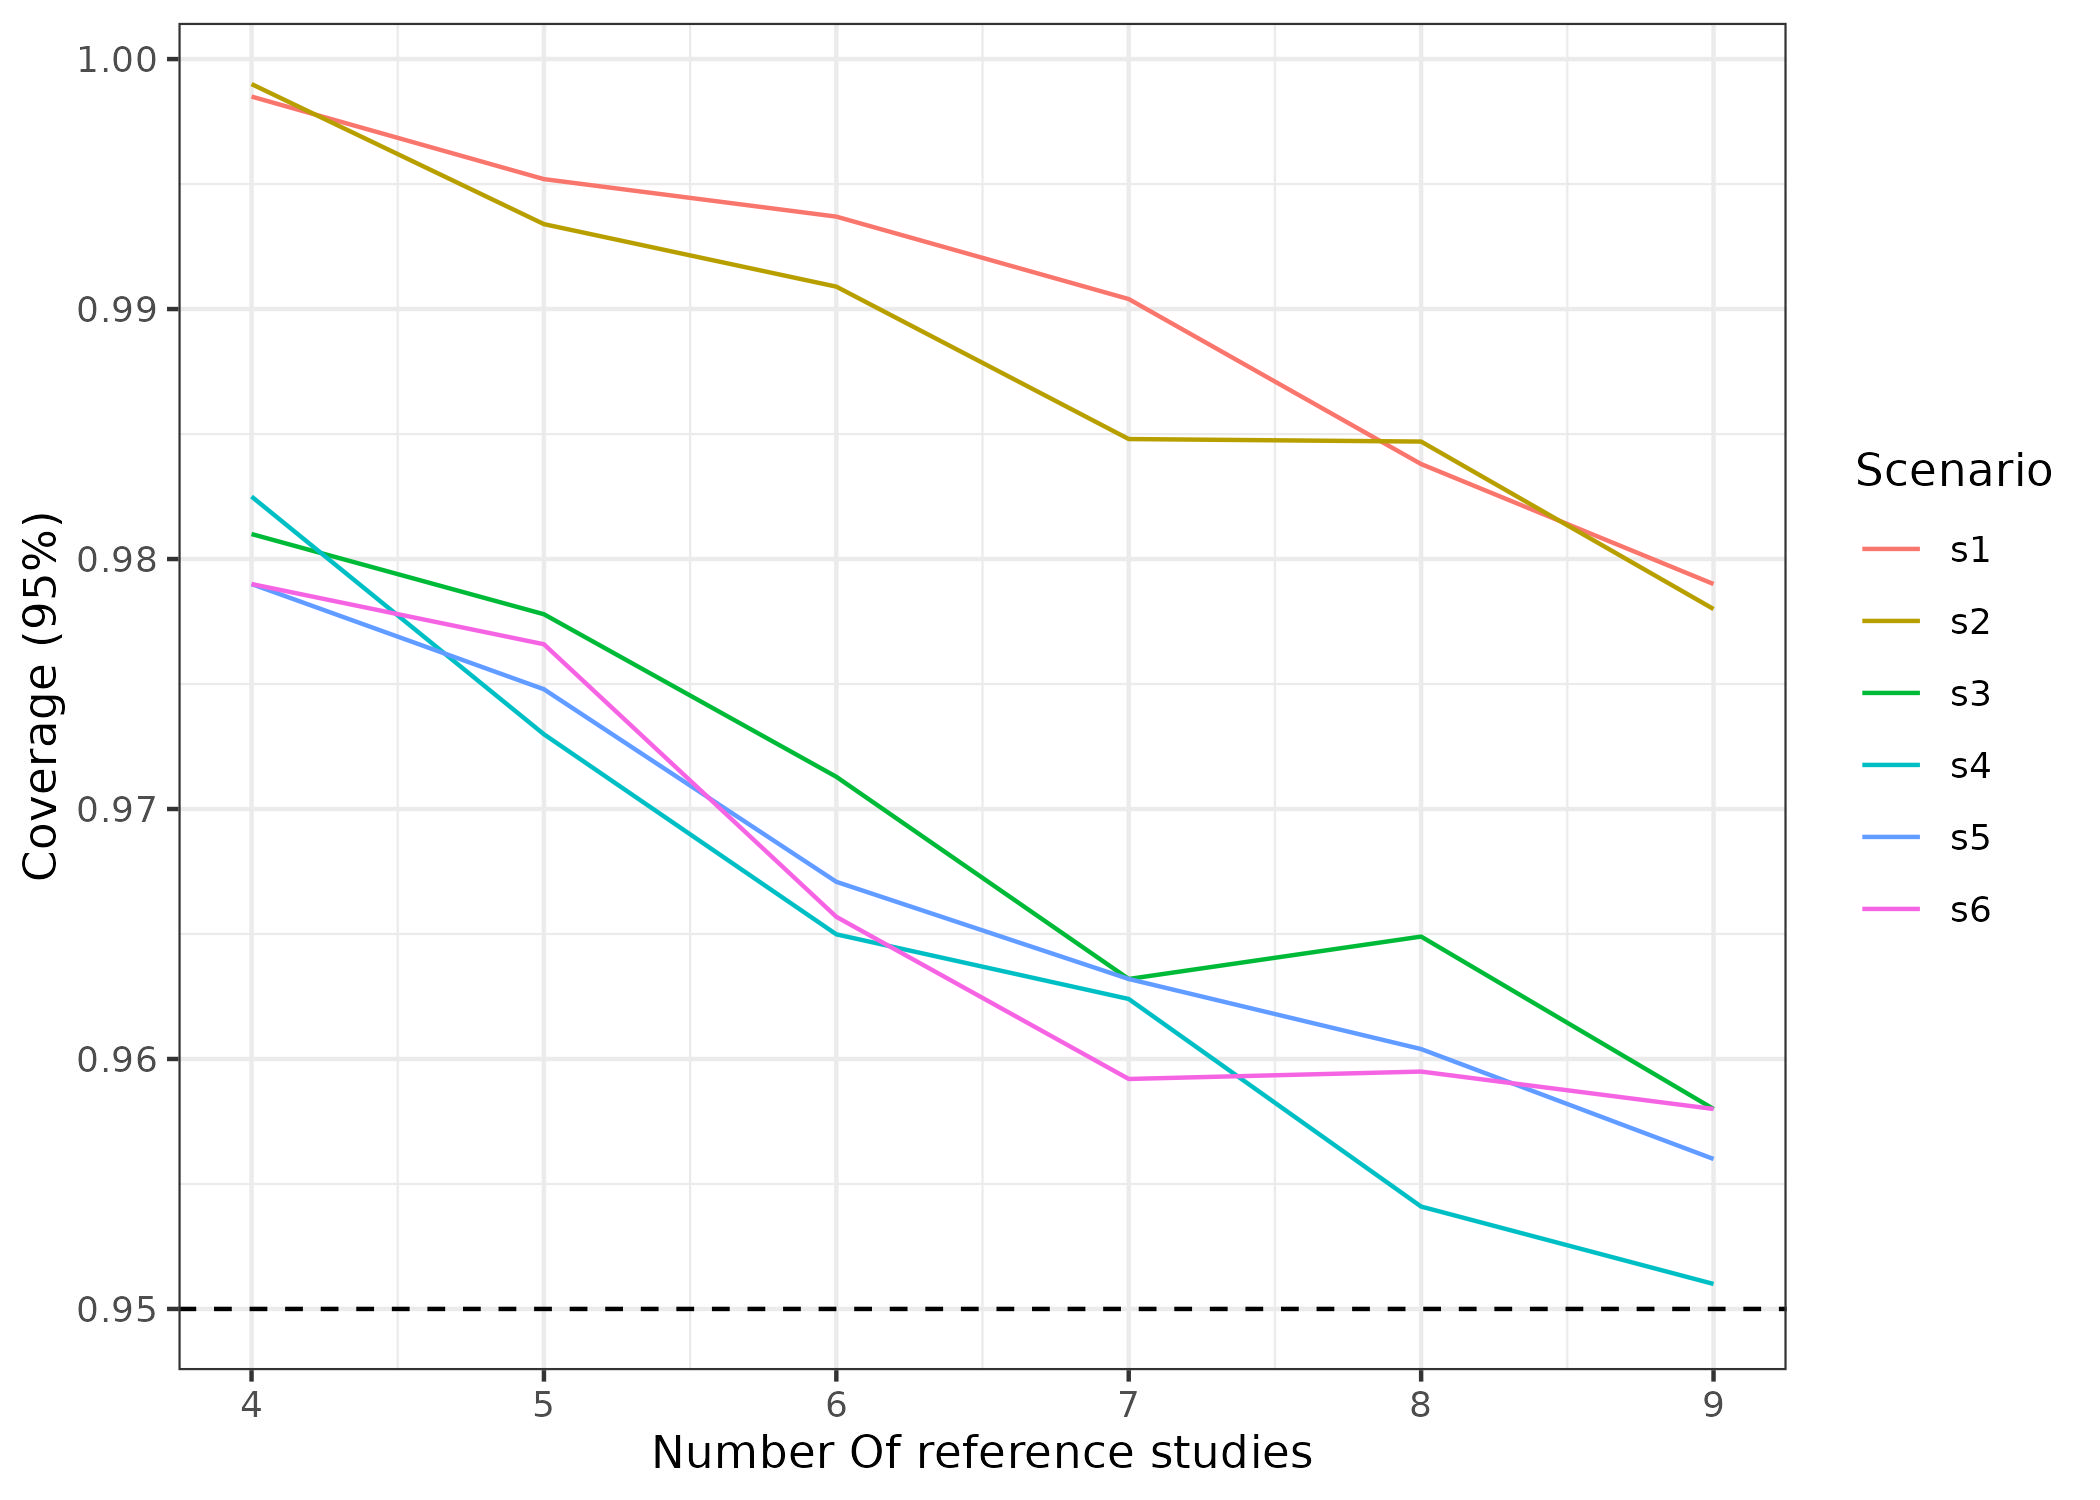 1.00
0.99
0.98
0.97
0.96
0.95
Coverage (95%)
4 5 6 7 8 9
Number Of reference studies
Scenario
s1
s2
s3
s4
s5
s6